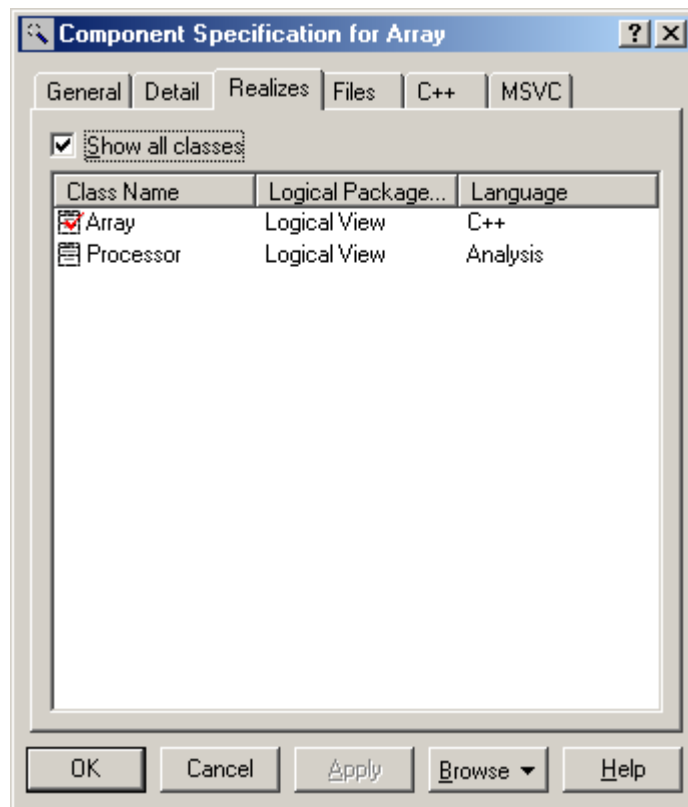 Component Specification for Array
General Detail Realizes Files C++ MSVC
Show all classes
Class Name Logical Package... Language
Array Logical View C++
Processor Logical View Analysis
OK Cancel Apply Browse Help